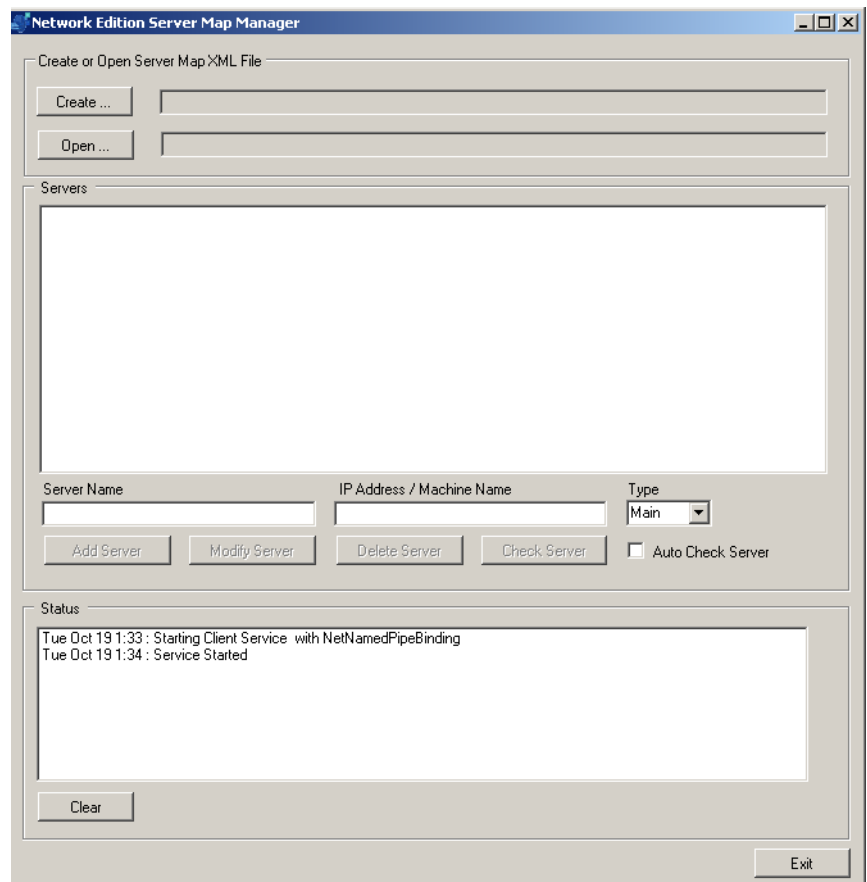 Network Edition Server Map Manager
Create or Open Server Map XML File
Create ...
Open ...
Servers
Server Name
IP Address / Machine Name
Type
Main
Add Server
Modify Server
Delete Server
Check Server
Auto Check Server
Status
Tue Oct 19 1:33 : Starting Client Service  with NetNamedPipeBinding
Tue Oct 19 1:34 : Service Started
Clear
Exit